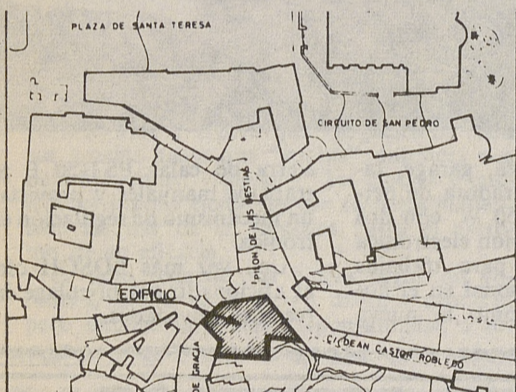 PLAZA DE SANTA TERESA
CIRCUITO DE SAN PEDRO
PILON DE LAS BESTIAS
EDIFICIO
C/ DEAN CASTOR ROBLEDO
DE GRACIA